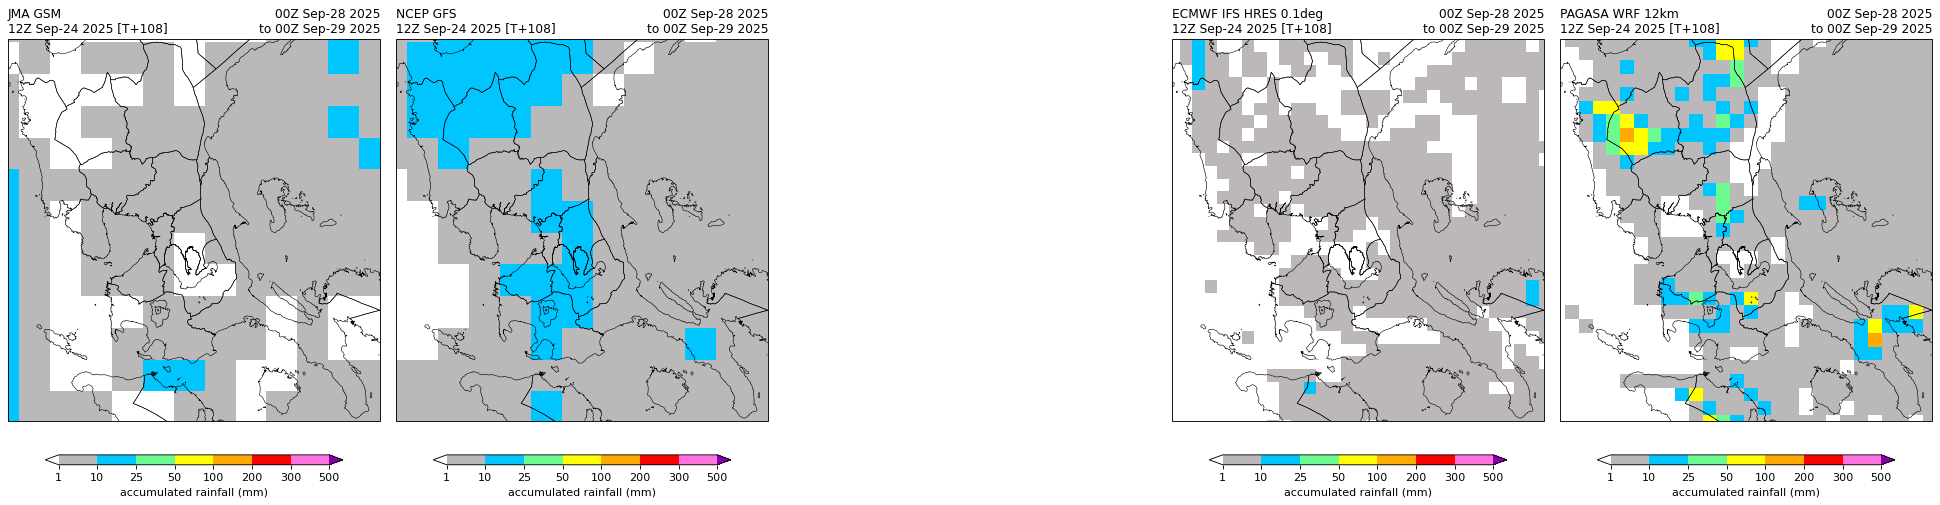 JMA GSM 00Z Sep-28 2025
12Z Sep-24 2025 [T+108] to 00Z Sep-29 2025
1 10 25 50 100 200 300 500
accumulated rainfall (mm)
NCEP GFS 00Z Sep-28 2025
12Z Sep-24 2025 [T+108] to 00Z Sep-29 2025
1 10 25 50 100 200 300 500
accumulated rainfall (mm)
ECMWF IFS HRES 0.1deg 00Z Sep-28 2025
12Z Sep-24 2025 [T+108] to 00Z Sep-29 2025
1 10 25 50 100 200 300 500
accumulated rainfall (mm)
PAGASA WRF 12km 00Z Sep-28 2025
12Z Sep-24 2025 [T+108] to 00Z Sep-29 2025
1 10 25 50 100 200 300 500
accumulated rainfall (mm)